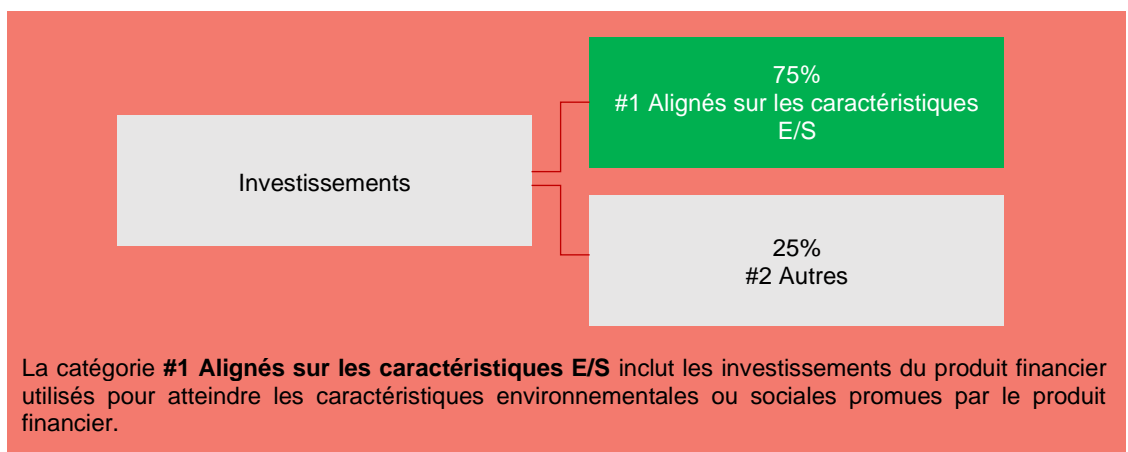 75%
#1 Alignés sur les caractéristiques
E/S
Investissements
25%
#2 Autres
La catégorie #1 Alignés sur les caractéristiques E/S inclut les investissements du produit financier
utilisés pour atteindre les caractéristiques environnementales ou sociales promues par le produit
financier.